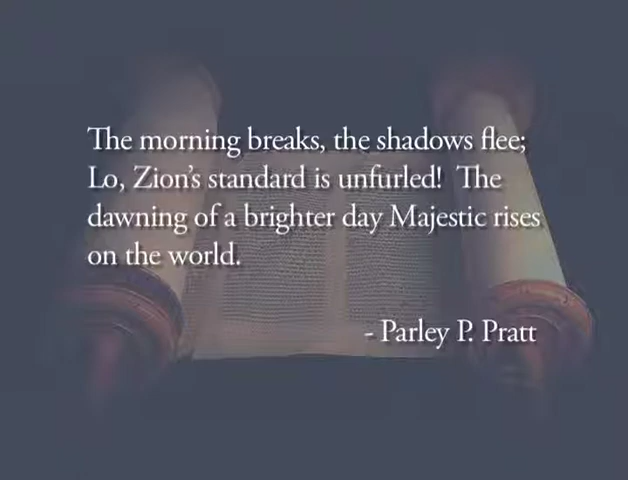 The morning breaks, the shadows flee;
Lo, Zion's standard is unfurled!  The
dawning of a brighter day Majestic rises
on the world.
- Parley P. Pratt